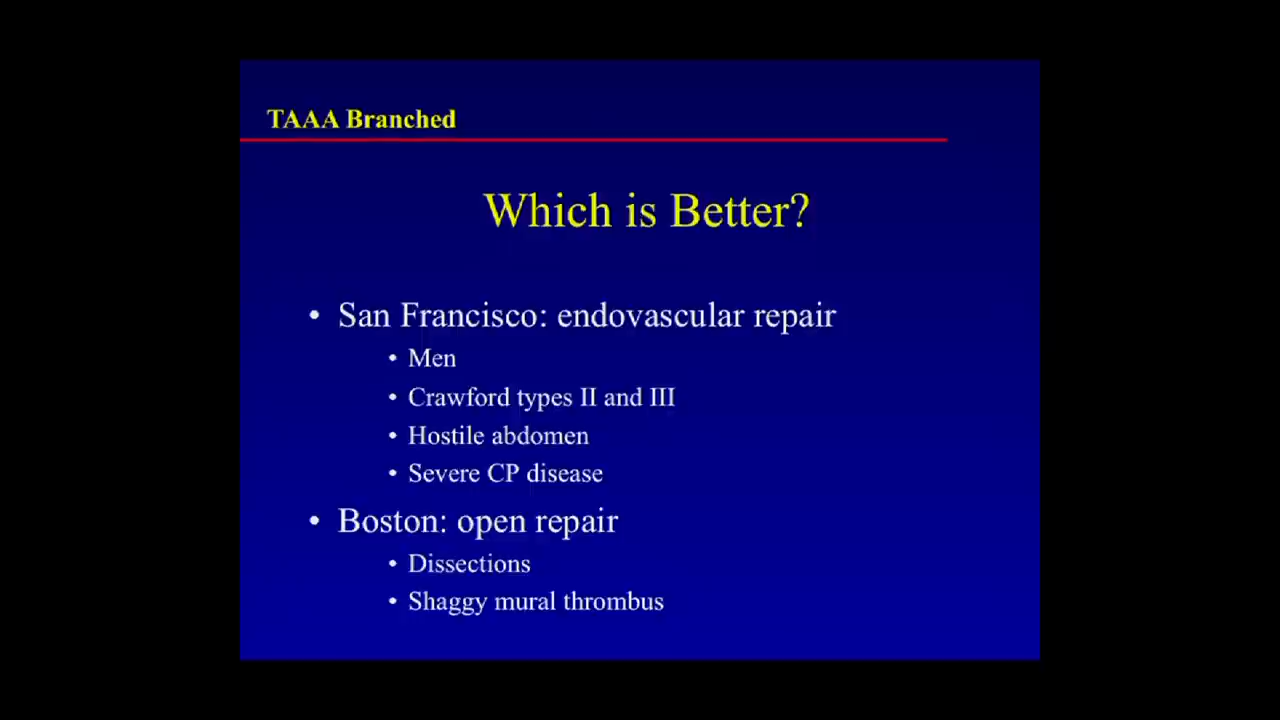 TAAA Branched
Which is Better?
• San Francisco: endovascular repair
• Men
• Crawford types II and III
• Hostile abdomen
• Severe CP disease
• Boston: open repair
• Dissections
• Shaggy mural thrombus